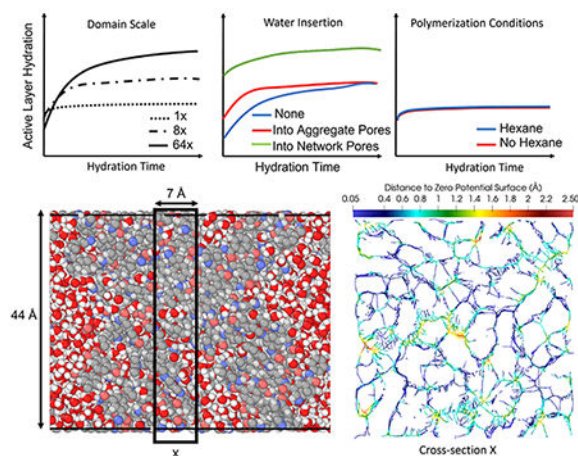 Domain Scale
Water Insertion
Polymerization Conditions
Active Layer Hydration
1x
8x
64x
None
Into Aggregate Pores
Into Network Pores
Hexane
No Hexane
Hydration Time
Hydration Time
Hydration Time
7 Å
44 Å
X
Distance to Zero Potential Surface (Å)
0.05 0.4 0.6 0.8 1.0 1.2 1.4 1.6 1.8 2.0 2.50
Cross-section X